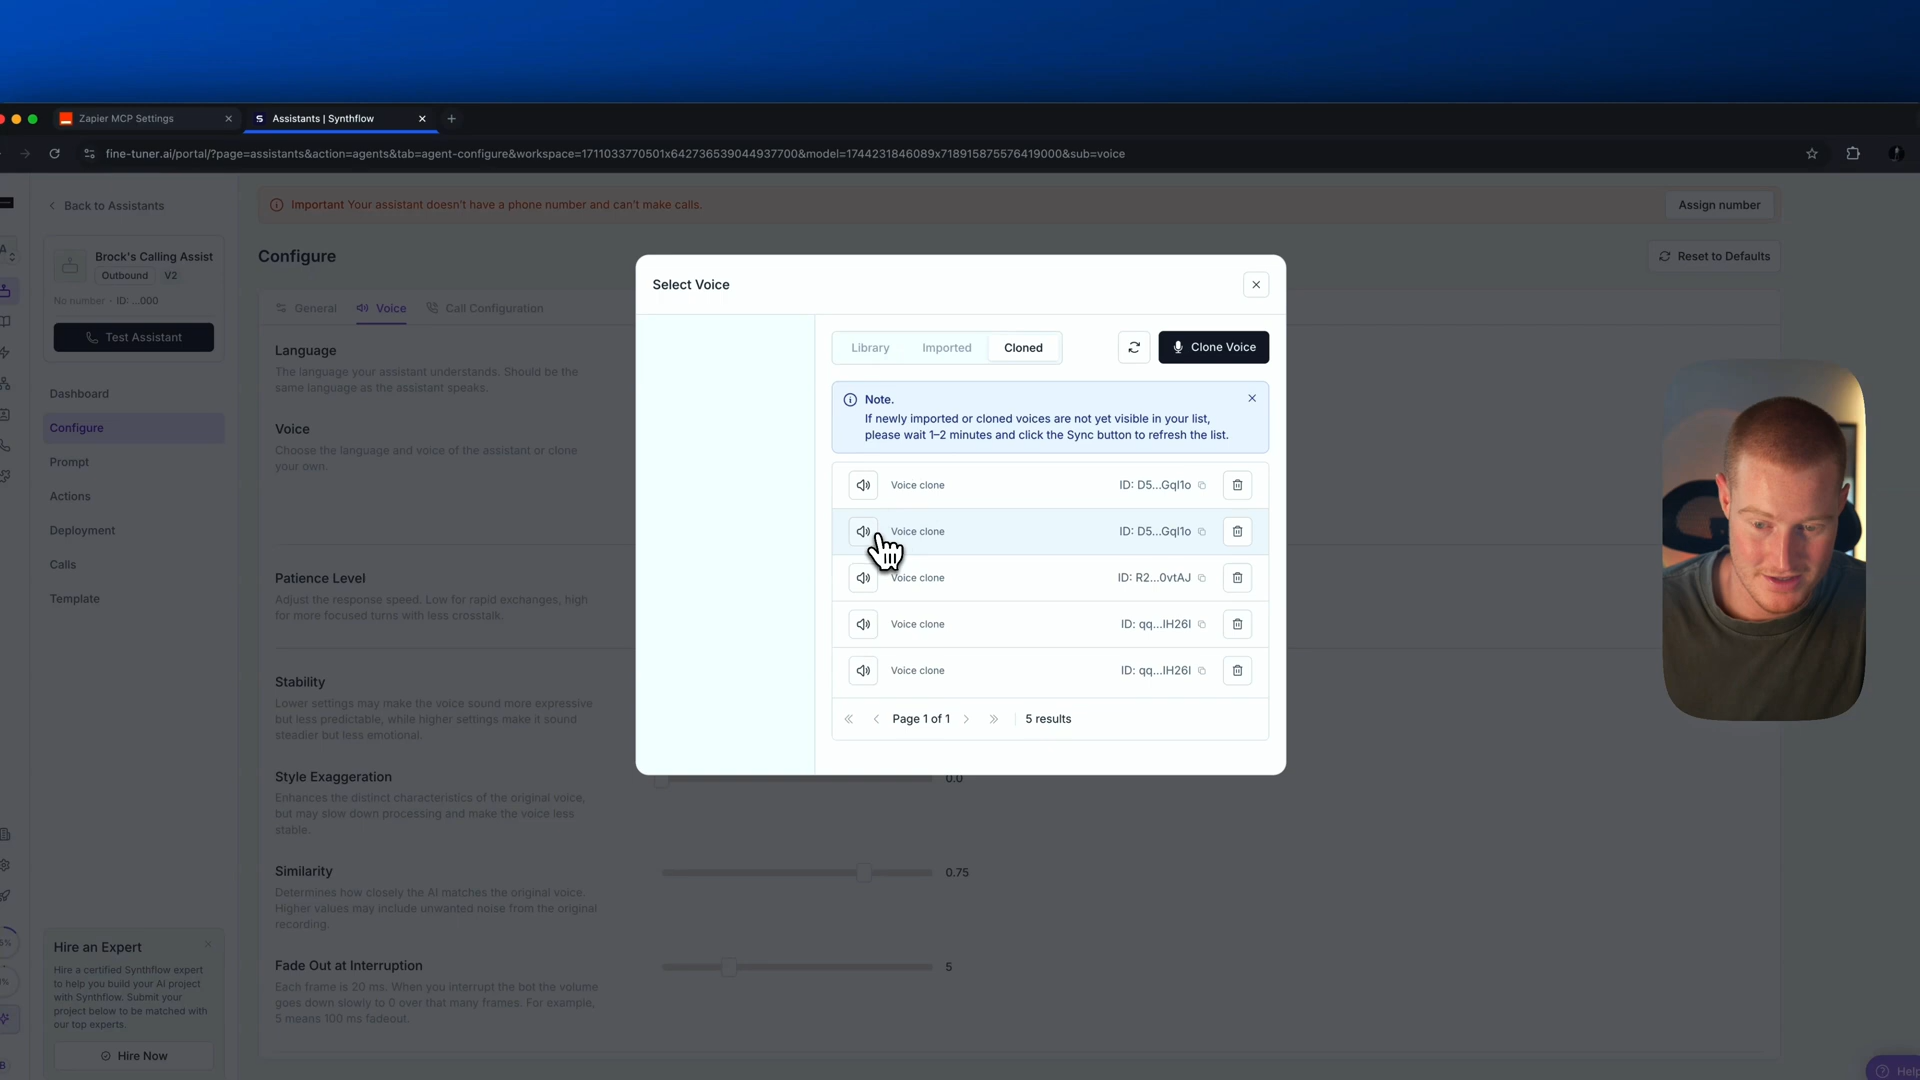 Zapier MCP Settings
Assistants | Synthflow
fine-tuner.ai/portal/?page=assistants&action=agents&tab=agent-configure&workspace=1711033770501x642736539044937700&model=1744231846089x718915875576419000&sub=voice
Back to Assistants
Important Your assistant doesn't have a phone number and can't make calls.
Assign number
Brock's Calling Assist
Outbound V2
No number • ID: ...000
Test Assistant
Dashboard
Configure
Prompt
Actions
Deployment
Calls
Template
Hire an Expert
Hire a certified Synthflow expert
to help you build your AI project
with Synthflow. Submit your
project below to be matched with
our top experts.
Hire Now
Configure
Reset to Defaults
General
Voice
Call Configuration
Language
The language your assistant understands. Should be the
same language as the assistant speaks.
Voice
Choose the language and voice of the assistant or clone
your own.
Patience Level
Adjust the response speed. Low for rapid exchanges, high
for more focused turns with less crosstalk.
Stability
Lower settings may make the voice sound more expressive
but less predictable, while higher settings make it sound
steadier but less emotional.
Style Exaggeration
0.0
Enhances the distinct characteristics of the original voice,
but may slow down processing and make the voice less
stable.
Similarity
0.75
Determines how closely the AI matches the original voice.
Higher values may include unwanted noise from the original
recording.
Fade Out at Interruption
5
Each frame is 20 ms. When you interrupt the bot the volume
goes down slowly to 0 over that many frames. For example,
5 means 100 ms fadeout.
Select Voice
Library
Imported
Cloned
Clone Voice
Note.
If newly imported or cloned voices are not yet visible in your list,
please wait 1–2 minutes and click the Sync button to refresh the list.
Voice clone ID: D5...Gql1o
Voice clone ID: D5...Gql1o
Voice clone ID: R2...0vtAJ
Voice clone ID: qq...IH26I
Voice clone ID: qq...IH26I
Page 1 of 1
5 results
Help